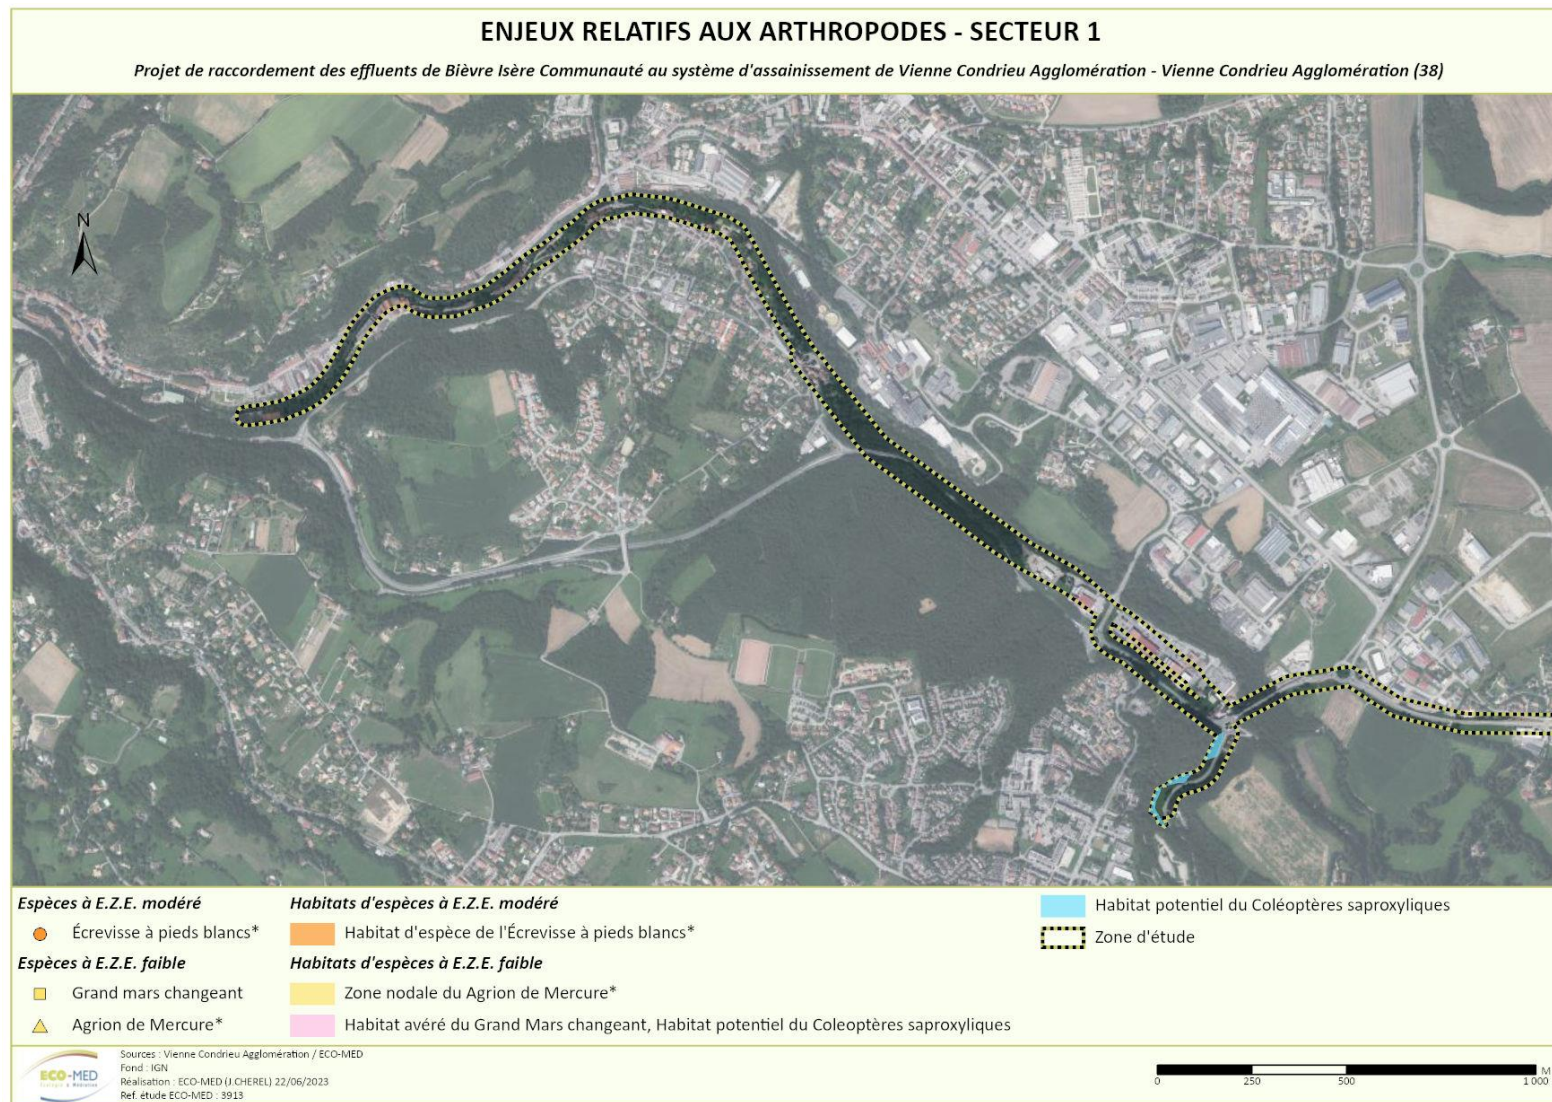 ENJEUX RELATIFS AUX ARTHROPODES - SECTEUR 1
Projet de raccordement des effluents de Bièvre Isère Communauté au système d'assainissement de Vienne Condrieu Agglomération - Vienne Condrieu Agglomération (38)
N
Espèces à E.Z.E. modéré
Écrevisse à pieds blancs*
Espèces à E.Z.E. faible
Grand mars changeant
Agrion de Mercure*
Habitats d'espèces à E.Z.E. modéré
Habitat d'espèce de l'Écrevisse à pieds blancs*
Habitats d'espèces à E.Z.E. faible
Zone nodale du Agrion de Mercure*
Habitat avéré du Grand Mars changeant, Habitat potentiel du Coleoptères saproxyliques
Habitat potentiel du Coléoptères saproxyliques
Zone d'étude
ECO-MED
Ecologie & Médiation
Sources : Vienne Condrieu Agglomération / ECO-MED
Fond : IGN
Réalisation : ECO-MED (J.CHEREL) 22/06/2023
Ref. étude ECO-MED : 3913
M
0 250 500 1 000